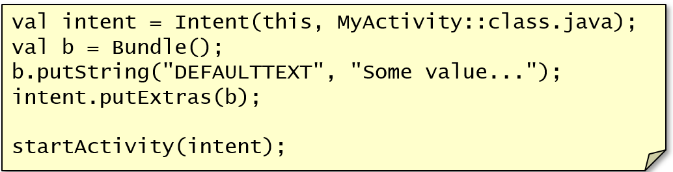 val intent = Intent(this, MyActivity::class.java);
val b = Bundle();
b.putString("DEFAULTTEXT", "Some value...");
intent.putExtras(b);
startActivity(intent);